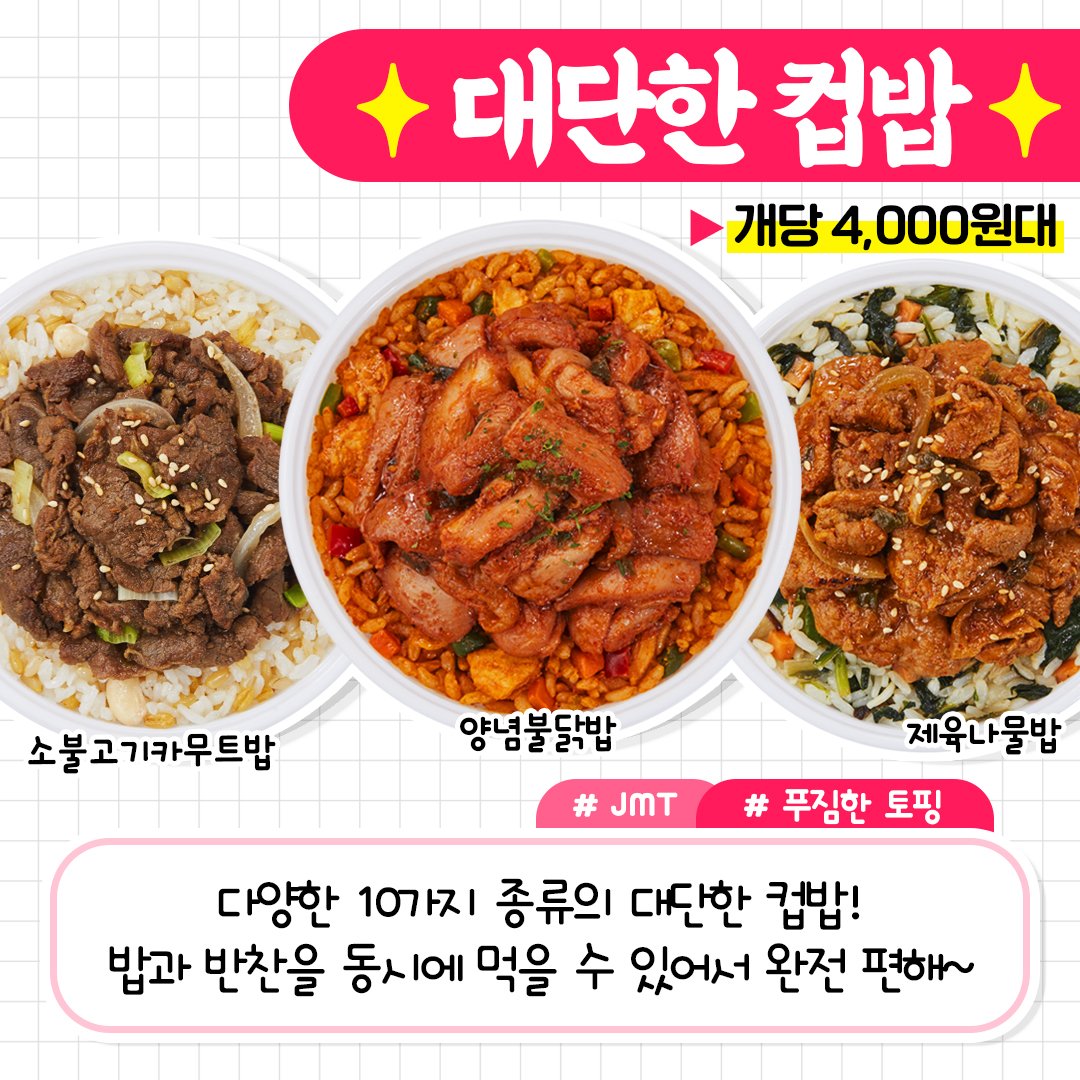 대단한 컵밥
▶개당 4,000원대
소불고기카무트밥
양념불닭밥
제육나물밥
# JMT
# 푸짐한 토핑
다양한 10가지 종류의 대단한 컵밥!
밥과 반찬을 동시에 먹을 수 있어서 완전 편해~